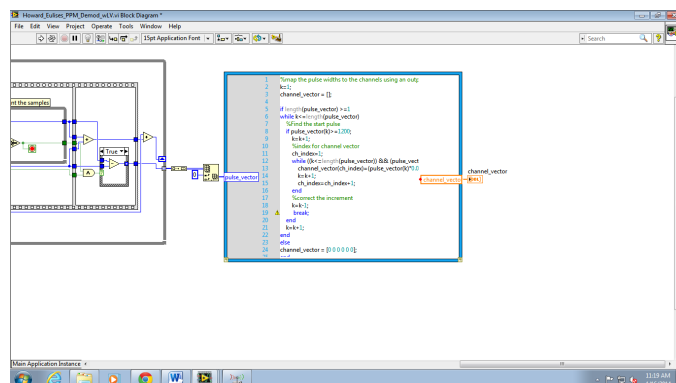 Howard_Eulises_PPM_Demod_wLV.vi Block Diagram *
File Edit View Project Operate Tools Window Help
15pt Application Font
Search
nt the samples
True
A
0
pulse_vector
1 %map the pulse widths to the channels using an outp
2 k=1;
3 channel_vector = [];
4
5 if length(pulse_vector) >=1
6 while k<=length(pulse_vector)
7 %Find the start pulse
8 if pulse_vector(k)>=1200;
9 k=k+1;
10 %index for channel vector
11 ch_index=1;
12 while ((k<=length(pulse_vector)) && (pulse_vect
13 channel_vector(ch_index)=(pulse_vector(k)*0.0
14 k=k+1;
15 ch_index=ch_index+1;
16 end
17 %correct the increment
18 k=k-1;
19 break;
20 end
21 k=k+1;
22 end
23 else
24 channel_vector = [0 0 0 0 0 0];
25 end
channel_vector
channel_vector
Main Application Instance
11:19 AM